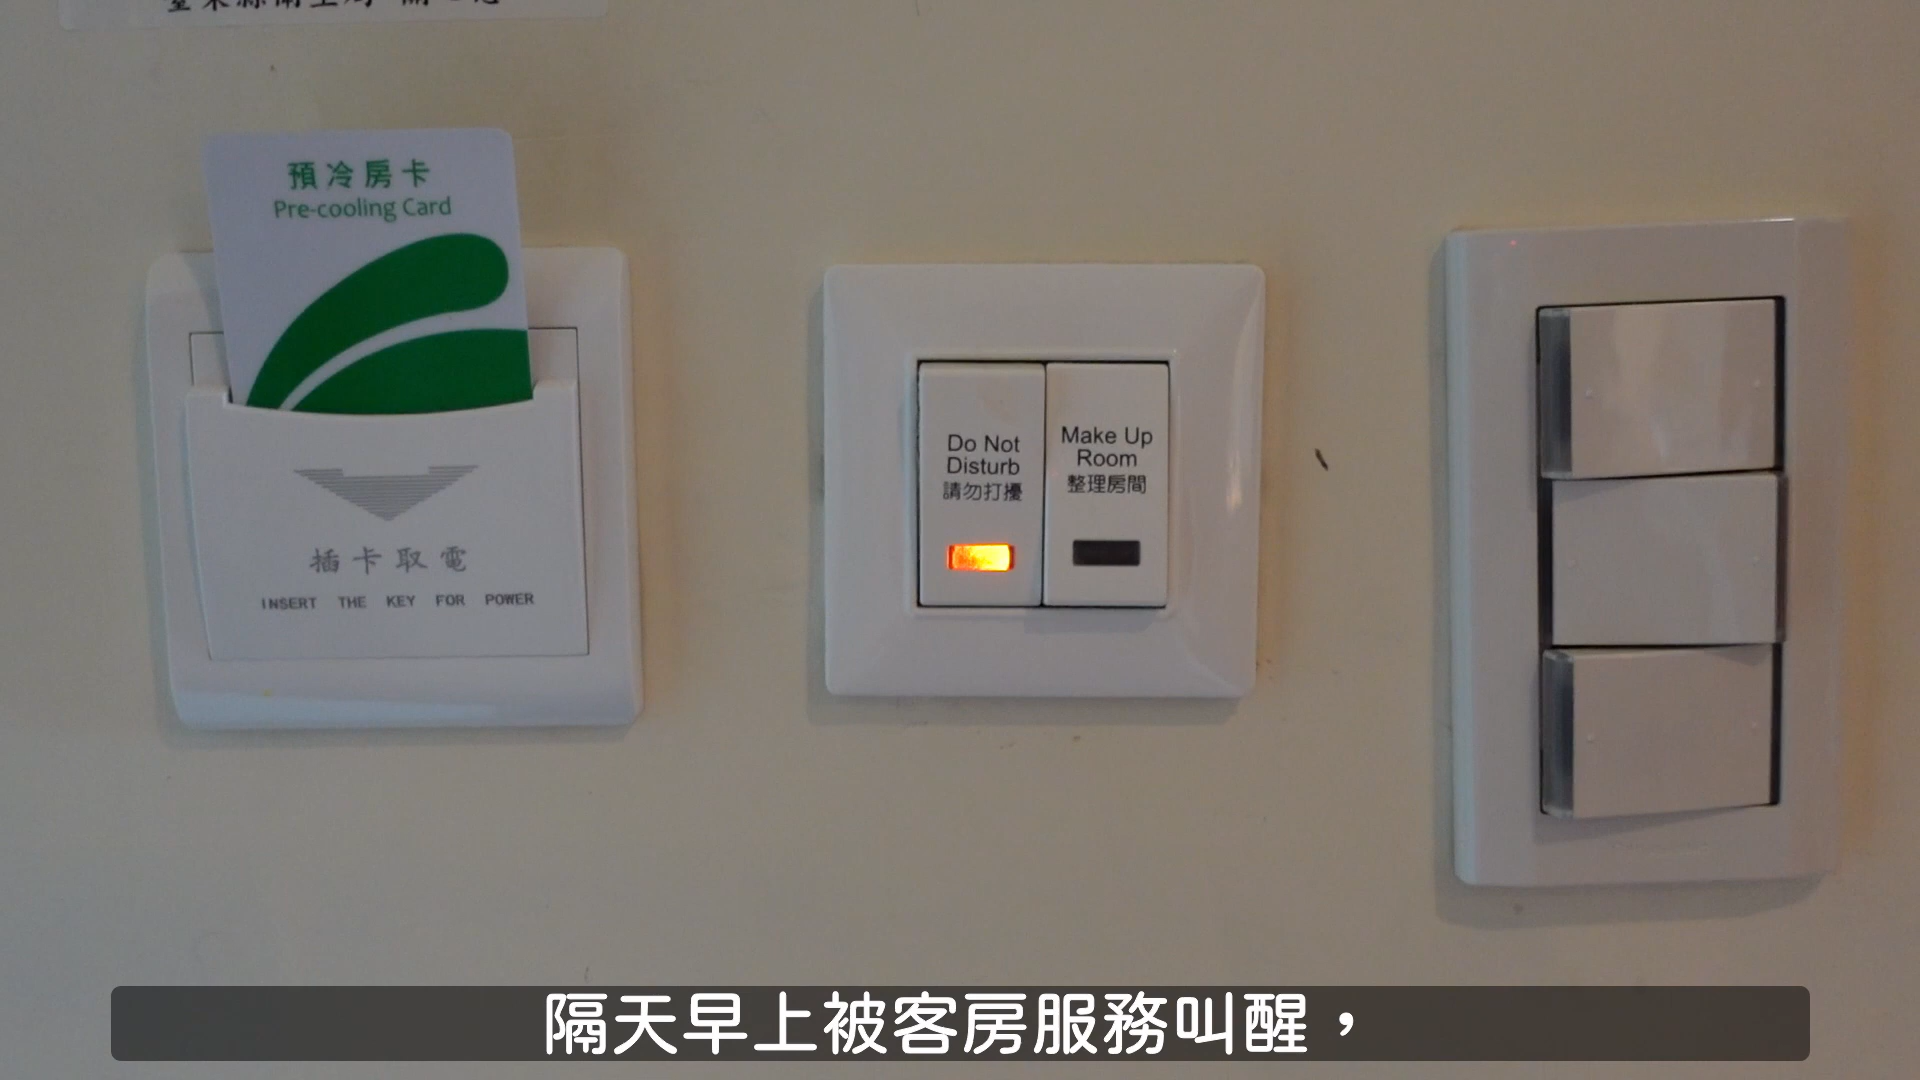 預冷房卡
Pre-cooling Card
插卡取電
INSERT THE KEY FOR POWER
Do Not
Disturb
請勿打擾
Make Up
Room
整理房間
隔天早上被客房服務叫醒，